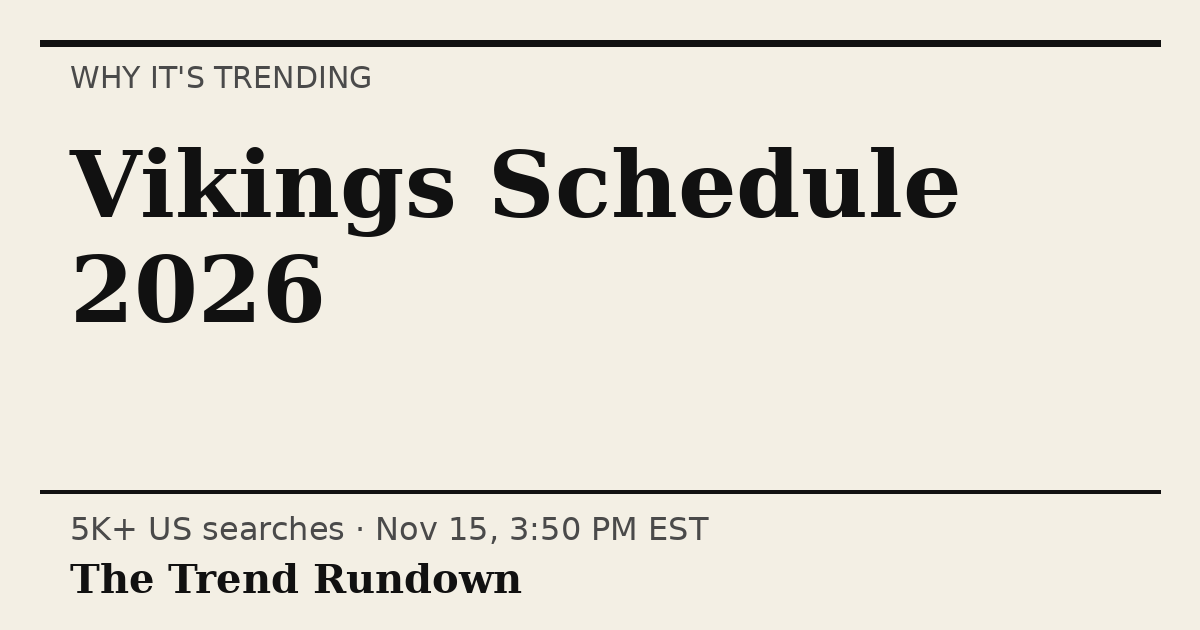 WHY IT'S TRENDING
Vikings Schedule
2026
5K+ US searches · Nov 15, 3:50 PM EST
The Trend Rundown